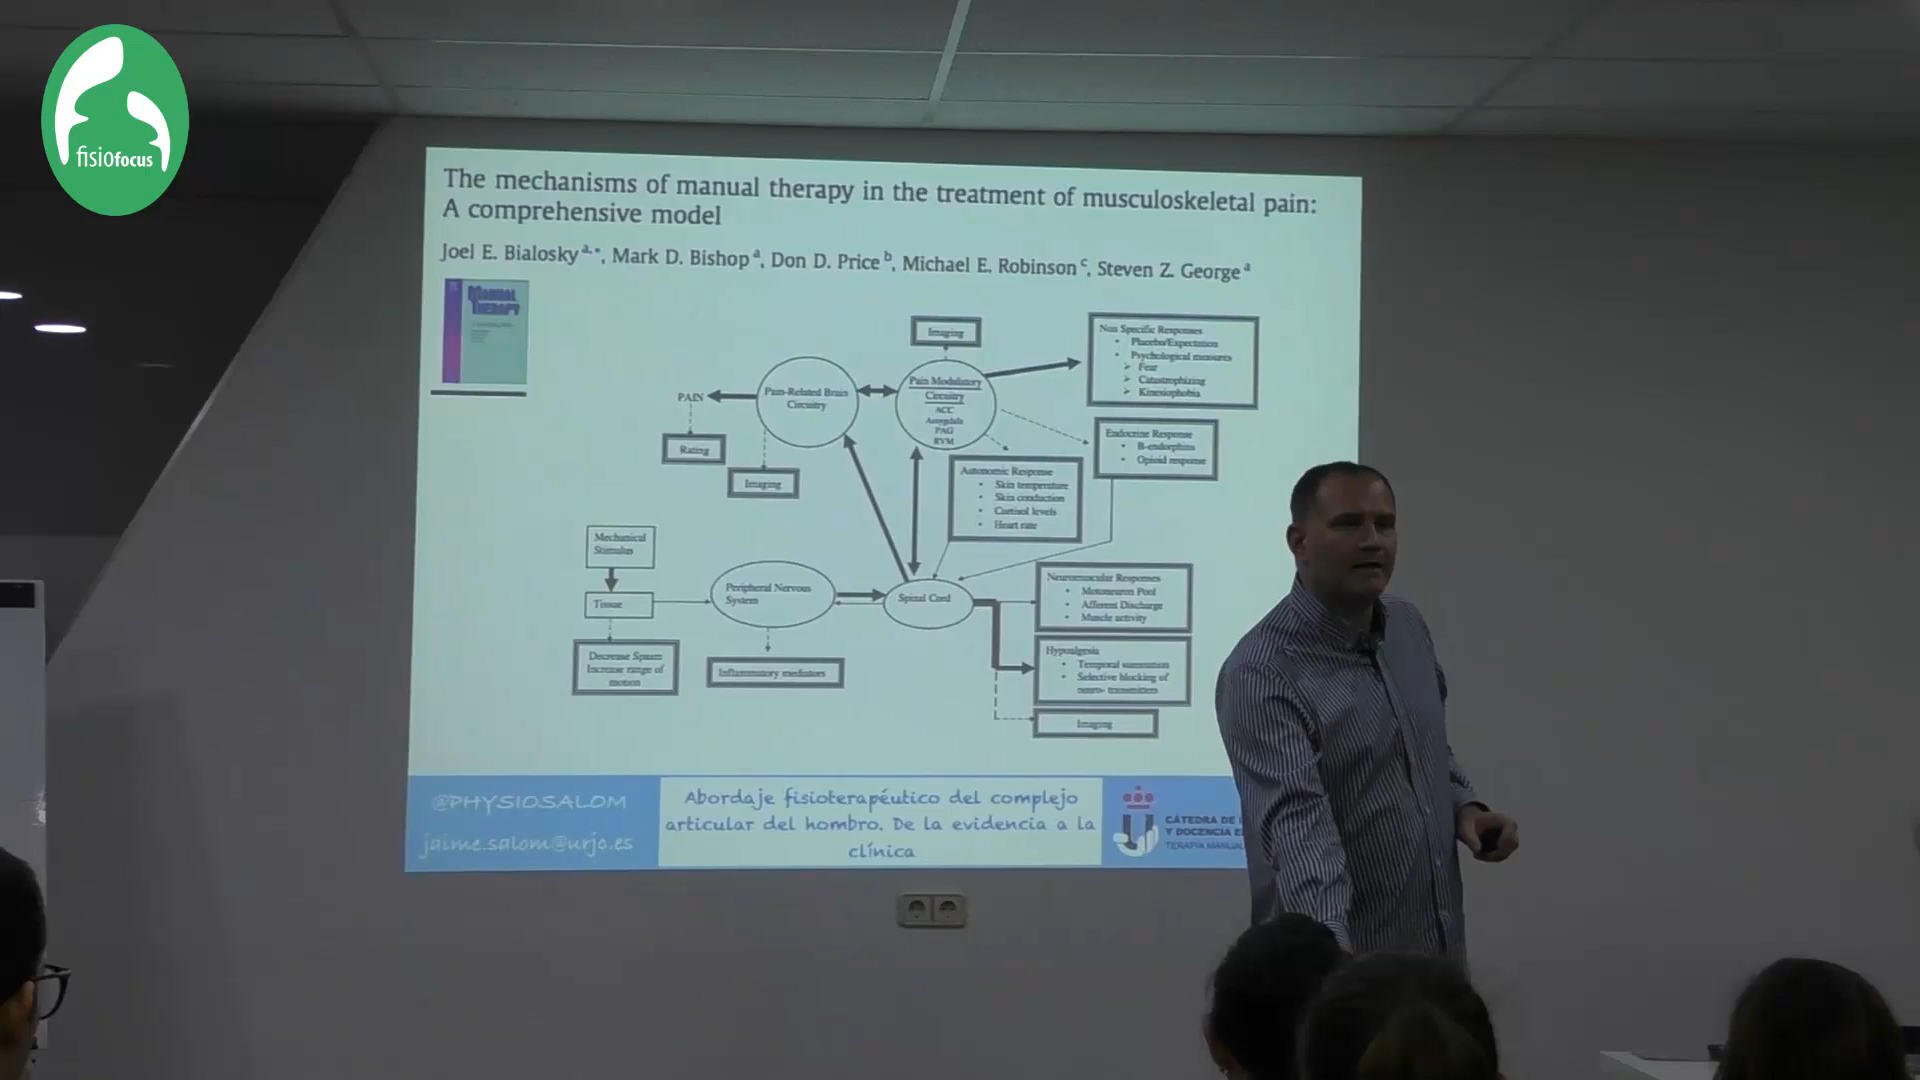 fisiofocus
The mechanisms of manual therapy in the treatment of musculoskeletal pain:
A comprehensive model
Joel E. Bialosky a,*, Mark D. Bishop a, Don D. Price b, Michael E. Robinson c, Steven Z. George a
MANUAL
THERAPY
Imaging
Non Specific Responses
• Placebo/Expectation
• Psychological measures
➢ Fear
➢ Catastrophizing
➢ Kinesiophobia
PAIN
Pain-Related Brain
Circuitry
Pain Modulatory
Circuitry
ACC
Amygdala
PAG
RVM
Rating
Imaging
Endocrine Response
• B-endorphins
• Opioid response
Autonomic Response
• Skin temperature
• Skin conduction
• Cortisol levels
• Heart rate
Mechanical
Stimulus
Tissue
Peripheral Nervous
System
Spinal Cord
Neuromuscular Responses
• Motoneuron Pool
• Afferent Discharge
• Muscle activity
Decrease Spasm
Increase range of
motion
Inflammatory mediators
Hypoalgesia
• Temporal summation
• Selective blocking of
neuro- transmitters
Imaging
@PHYSIOSALOM
jaime.salom@urjc.es
Abordaje fisioterapéutico del complejo
articular del hombro. De la evidencia a la
clínica
CÁTEDRA DE
Y DOCENCIA E
TERAPIA MANUAL